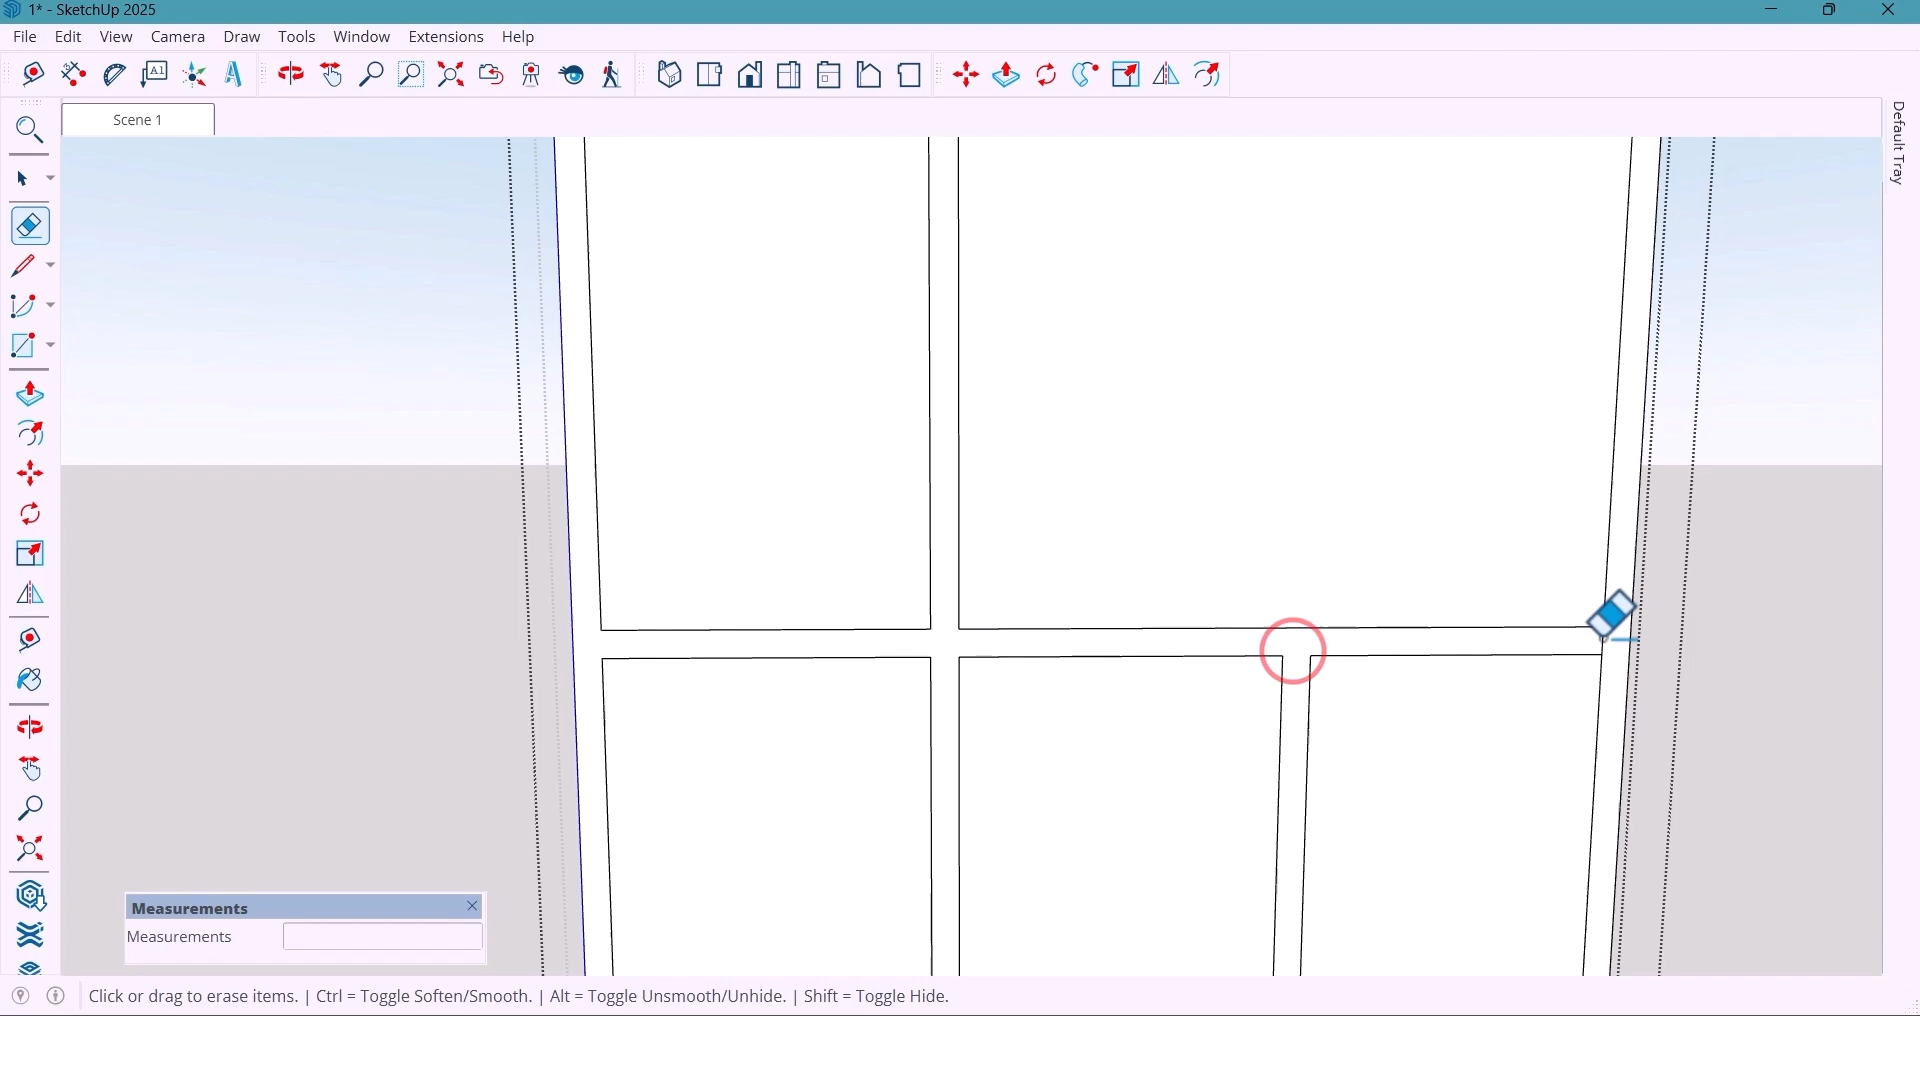 1* - SketchUp 2025
File Edit View Camera Draw Tools Window Extensions Help
A1
Scene 1
Default Tray
Measurements
Measurements
Click or drag to erase items. | Ctrl = Toggle Soften/Smooth. | Alt = Toggle Unsmooth/Unhide. | Shift = Toggle Hide.